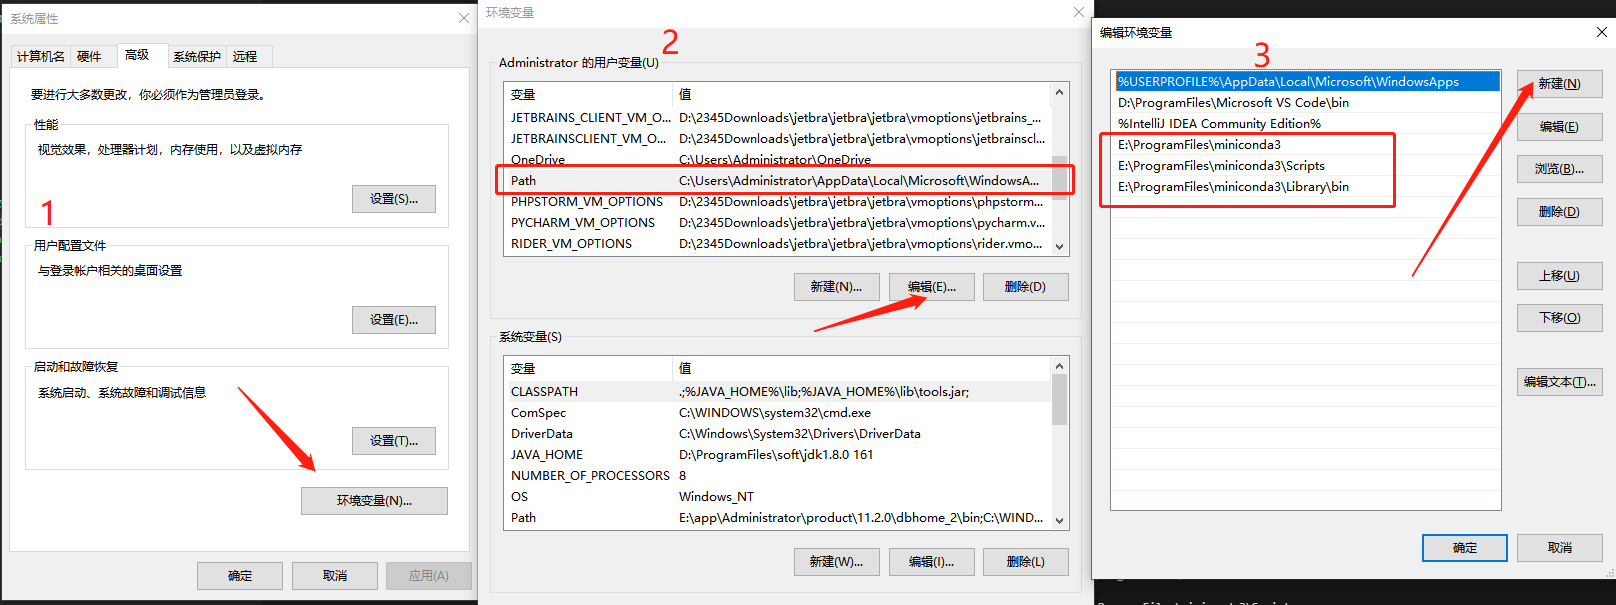 系统属性
计算机名
硬件
高级
系统保护
远程
要进行大多数更改，你必须作为管理员登录。
性能
视觉效果，处理器计划，内存使用，以及虚拟内存
设置(S)...
1
用户配置文件
与登录帐户相关的桌面设置
设置(E)...
启动和故障恢复
系统启动、系统故障和调试信息
设置(T)...
环境变量(N)...
确定
取消
应用(A)
环境变量
2
Administrator 的用户变量(U)
变量 值
JETBRAINS_CLIENT_VM_O... D:\2345Downloads\jetbra\jetbra\vmoptions\jetbrains_...
JETBRAINSCLIENT_VM_O... D:\2345Downloads\jetbra\jetbra\vmoptions\jetbrainscl...
OneDrive C:\Users\Administrator\OneDrive
Path C:\Users\Administrator\AppData\Local\Microsoft\WindowsA...
PHPSTORM_VM_OPTIONS D:\2345Downloads\jetbra\jetbra\vmoptions\phpstorm...
PYCHARM_VM_OPTIONS D:\2345Downloads\jetbra\jetbra\vmoptions\pycharm.v...
RIDER_VM_OPTIONS D:\2345Downloads\jetbra\jetbra\vmoptions\rider.vmo...
新建(N)...
编辑(E)...
删除(D)
系统变量(S)
变量 值
CLASSPATH .;%JAVA_HOME%\lib;%JAVA_HOME%\lib\tools.jar;
ComSpec C:\WINDOWS\system32\cmd.exe
DriverData C:\Windows\System32\Drivers\DriverData
JAVA_HOME D:\ProgramFiles\soft\jdk1.8.0 161
NUMBER_OF_PROCESSORS 8
OS Windows_NT
Path E:\app\Administrator\product\11.2.0\dbhome_2\bin;C:\WIND...
新建(W)...
编辑(I)...
删除(L)
编辑环境变量
3
%USERPROFILE%\AppData\Local\Microsoft\WindowsApps
D:\ProgramFiles\Microsoft VS Code\bin
%IntelliJ IDEA Community Edition%
E:\ProgramFiles\miniconda3
E:\ProgramFiles\miniconda3\Scripts
E:\ProgramFiles\miniconda3\Library\bin
新建(N)
编辑(E)
浏览(B)...
删除(D)
上移(U)
下移(O)
编辑文本(T)...
确定
取消